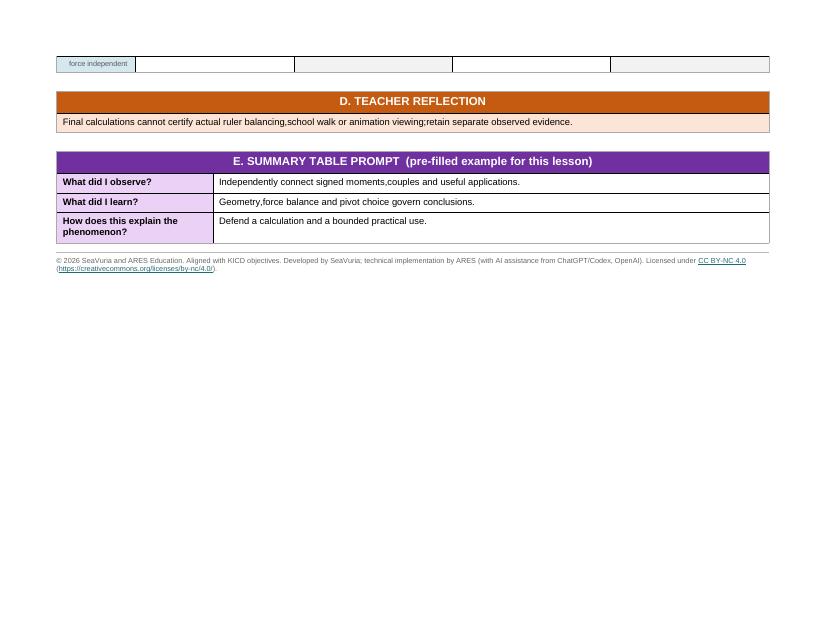 force independent
D. TEACHER REFLECTION
Final calculations cannot certify actual ruler balancing,school walk or animation viewing;retain separate observed evidence.
E. SUMMARY TABLE PROMPT  (pre-filled example for this lesson)
What did I observe? Independently connect signed moments,couples and useful applications.
What did I learn? Geometry,force balance and pivot choice govern conclusions.
How does this explain the phenomenon? Defend a calculation and a bounded practical use.
© 2026 SeaVuria and ARES Education. Aligned with KICD objectives. Developed by SeaVuria; technical implementation by ARES (with AI assistance from ChatGPT/Codex, OpenAI). Licensed under CC BY-NC 4.0
(https://creativecommons.org/licenses/by-nc/4.0/).